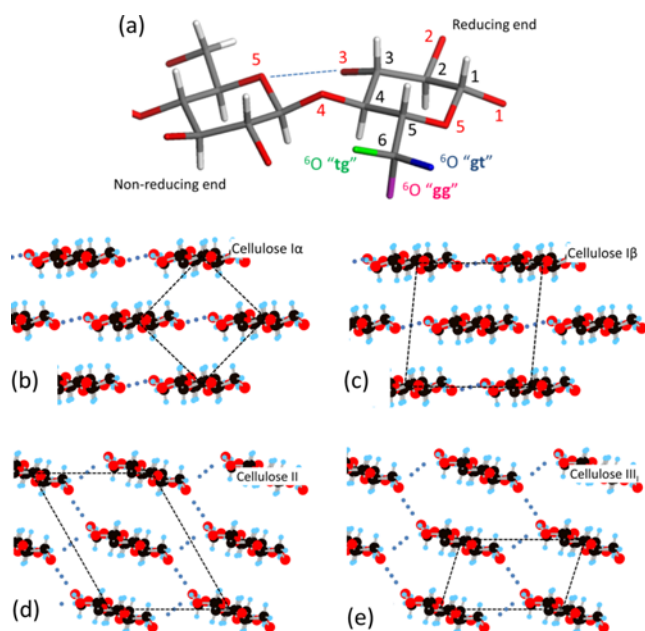 (a)
Reducing end
2
5
3
3
2
1
4
4
5
5
1
6
⁶O “tg”
⁶O “gt”
⁶O “gg”
Non-reducing end
Cellulose Iα
(b)
Cellulose Iβ
(c)
Cellulose II
(d)
Cellulose IIII
(e)